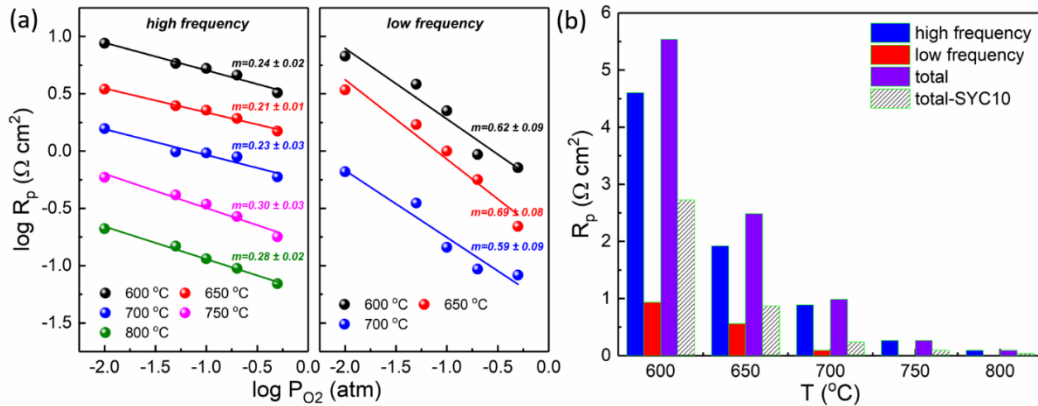 (a)
high frequency
low frequency
log Rp (Ω cm²)
1.0
0.5
0.0
-0.5
-1.0
-1.5
m=0.24 ± 0.02
m=0.21 ± 0.01
m=0.23 ± 0.03
m=0.30 ± 0.03
m=0.28 ± 0.02
600 °C 650 °C
700 °C 750 °C
800 °C
m=0.62 ± 0.09
m=0.69 ± 0.08
m=0.59 ± 0.09
600 °C 650 °C
700 °C
-2.0 -1.5 -1.0 -0.5 -2.0 -1.5 -1.0 -0.5 0.0
log PO2 (atm)
(b)
high frequency
low frequency
total
total-SYC10
Rp (Ω cm²)
6
5
4
3
2
1
0
600 650 700 750 800
T (°C)